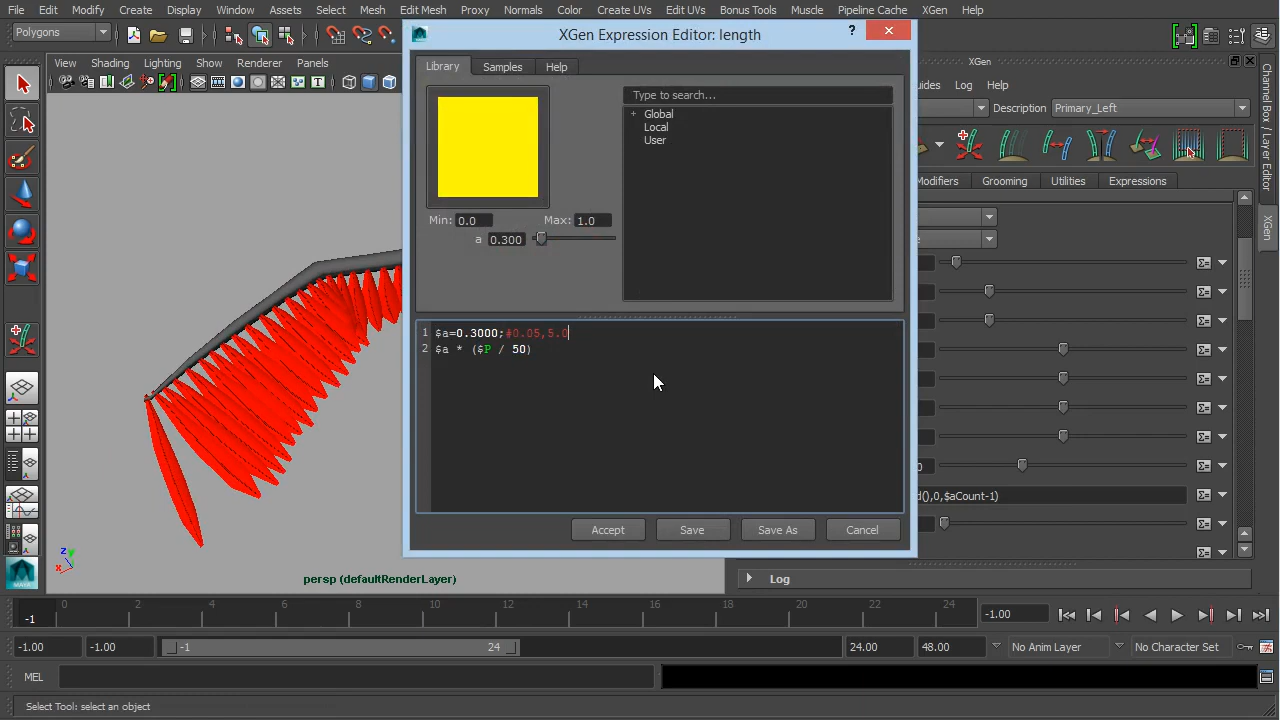 File Edit Modify Create Display Window Assets Select Mesh Edit Mesh Proxy Normals Color Create UVs Edit UVs Bonus Tools Muscle Pipeline Cache XGen Help
Polygons
View Shading Lighting Show Renderer Panels
XGen
Log Help
Description Primary_Left
Modifiers Grooming Utilities Expressions
Channel Box / Layer Editor
XGen
XGen Expression Editor: length
?
Library Samples Help
Type to search...
+ Global
Local
User
Min: 0.0 Max: 1.0
a 0.300
1 $a=0.3000;#0.05,5.0
2 $a * ($P / 50)
Accept Save Save As Cancel
d(),0,$aCount-1)
Log
z y
x
persp (defaultRenderLayer)
0 2 4 6 8 10 12 14 16 18 20 22 24
-1
-1.00
-1.00 -1.00 -1 24 24.00 48.00 No Anim Layer No Character Set
MEL
Select Tool: select an object